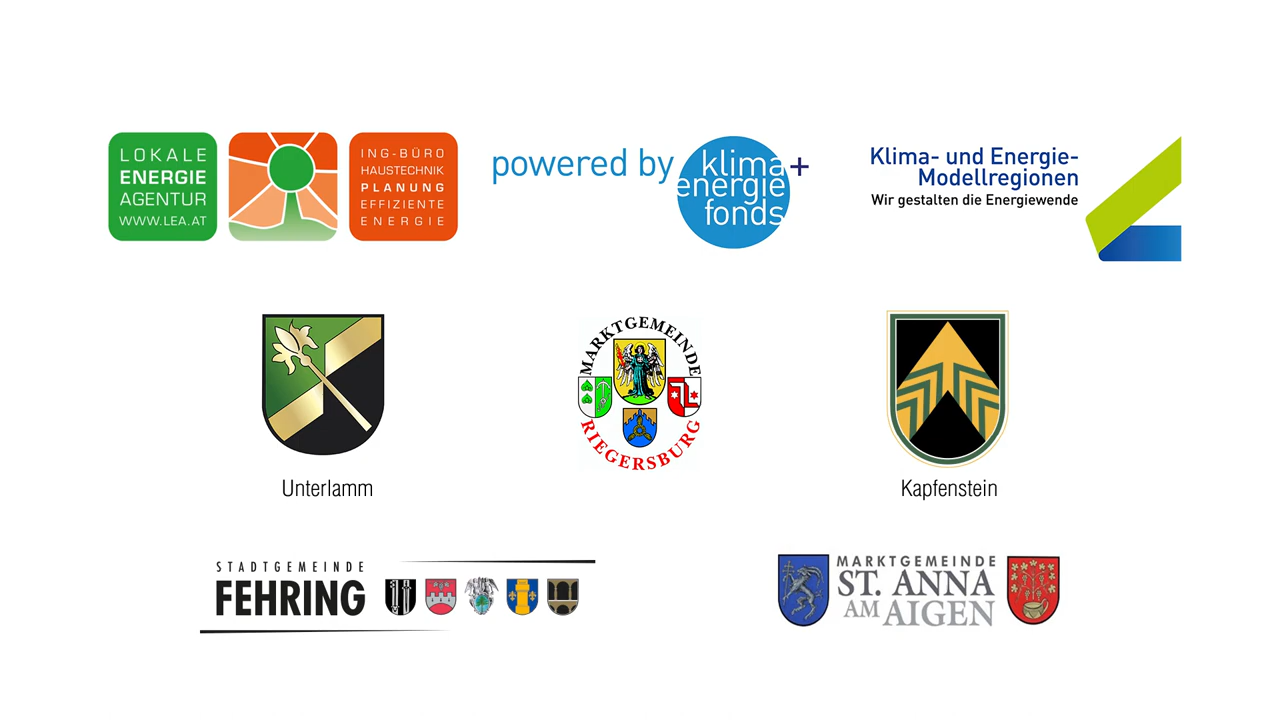 LOKALE
ENERGIE
AGENTUR
WWW.LEA.AT
ING-BÜRO
HAUSTECHNIK
PLANUNG
EFFIZIENTE
ENERGIE
powered by
klima+
energie
fonds
Klima- und Energie-
Modellregionen
Wir gestalten die Energiewende
Unterlamm
MARKTGEMEINDE
RIEGERSBURG
Kapfenstein
STADTGEMEINDE
FEHRING
MARKTGEMEINDE
ST. ANNA
AM AIGEN